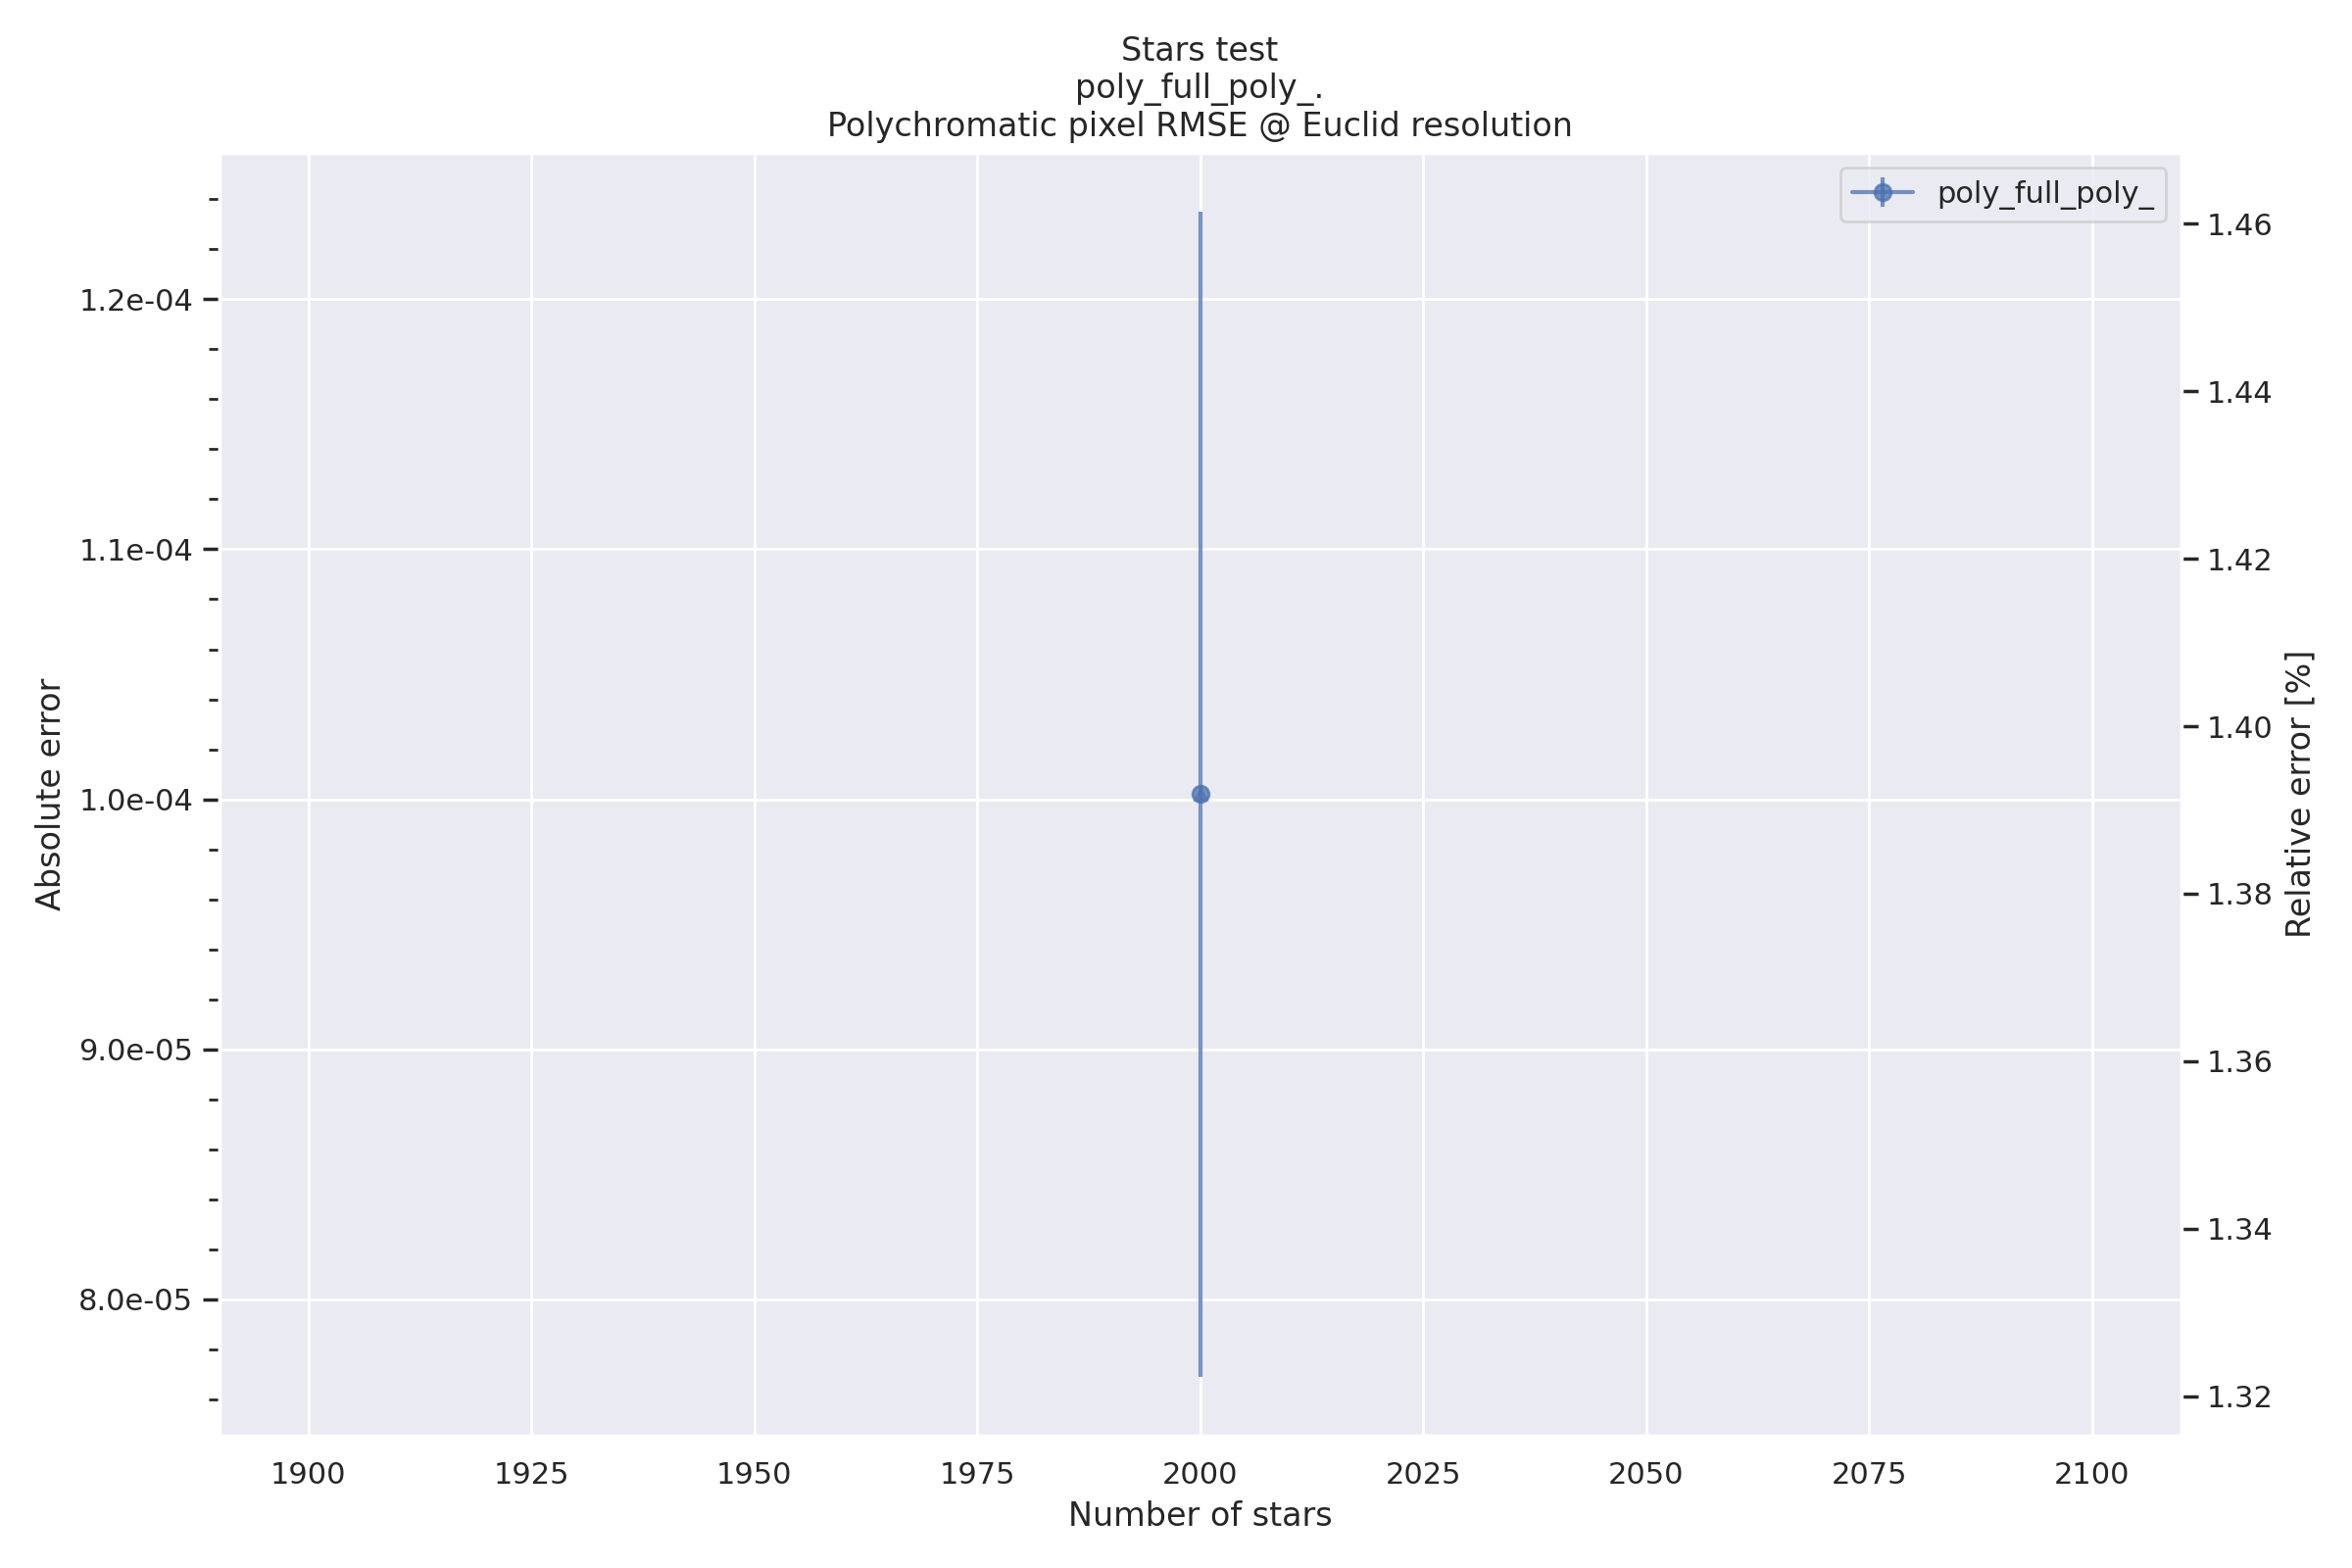 Stars test
poly_full_poly_.
Polychromatic pixel RMSE @ Euclid resolution
poly_full_poly_
1.2e-04
1.1e-04
1.0e-04
9.0e-05
8.0e-05
Absolute error
1.46
1.44
1.42
1.40
1.38
1.36
1.34
1.32
Relative error [%]
1900 1925 1950 1975 2000 2025 2050 2075 2100
Number of stars